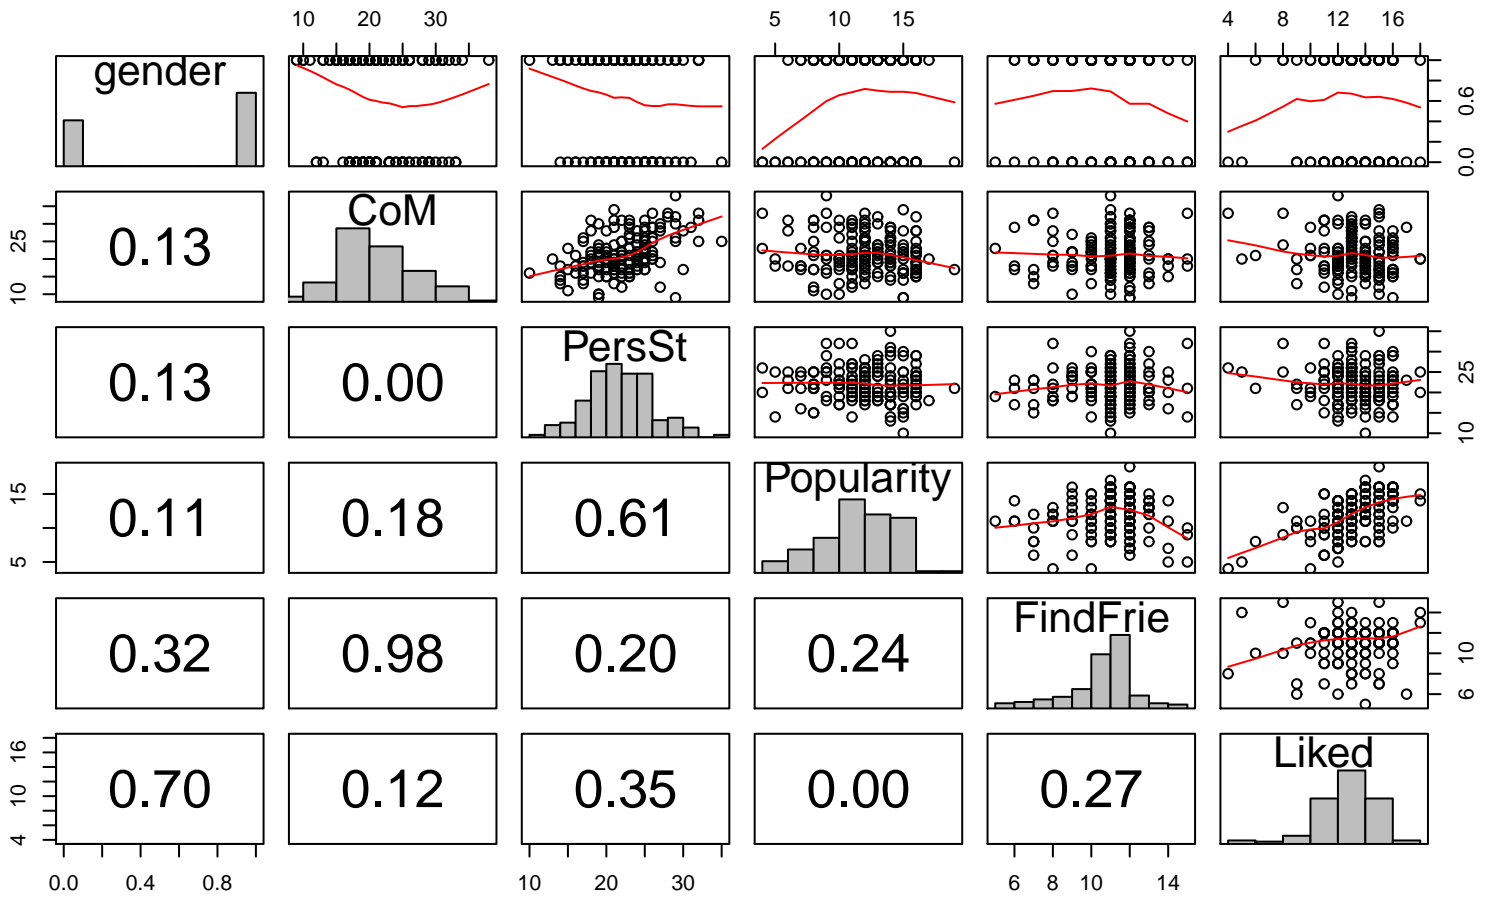 10 20 30 5 10 15 4 8 12 16
gender 0.0 0.6
10 25 0.13 CoM
0.13 0.00 PersSt 10 25
5 15 0.11 0.18 0.61 Popularity
0.32 0.98 0.20 0.24 FindFrie 6 10
4 10 16 0.70 0.12 0.35 0.00 0.27 Liked
0.0 0.4 0.8 10 20 30 6 8 10 14